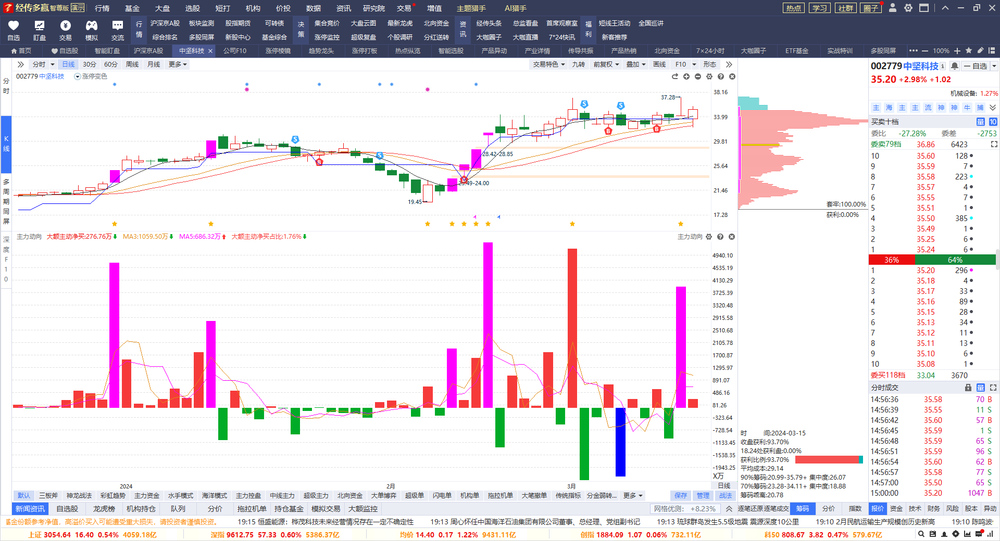 经传多赢 智尊版 演示 行情 基金 大盘 选股 短打 机构 价投 数据 资讯 研究院 交易 增值 主题猎手 AI猎手 热点 学习 社群 圈子
自选 盯盘 交易 模拟 交流
行情 沪深京A股 板块监测 股指期货 可转债 决策 集合竞价 大盘云图 最新龙虎 北向资金 资讯 经传头条 总监看盘 首席观察室 福利 短线王活动 全国巡讲
综合排名 多股同屏 新股中心 基金综合 涨停监控 超级复盘 个股调研 分红送转 大咖圈子 大咖直播 7*24快讯 新客推荐
首页 自选股 智能盯盘 沪深京A股 中坚科技 公司F10 涨停棱镜 趋势龙头 涨停打板 热点纵览 智能选股 产品异动 产业详情 传导共振 产品热销 北向资金 7×24小时 大咖圈子 ETF基金 实战特训 多股同屏 100%
分时 日线 30分 60分 周线 月线 更多 交易特色 九转 前复权 叠加 画线 F10 形态
分时
K线
多周期同屏
深度F10
002779 中坚科技 涨停变色
38.16
33.99
29.81
25.64
21.46
17.28
37.28
28.42-28.85
49-24.00
19.45
S
S
S
S
B
B
主力动向 大额主动净买:276.76万 MA3:1059.50万 MA5:686.32万 大额主动净买占比:1.76%
主力动向
4940.10
4535.19
4130.29
3725.39
3320.48
2915.58
2510.68
2105.78
1700.87
1295.97
891.07
486.16
81.26
-323.64
-728.54
-1133.45
-1538.35
-1943.25
X万
2024 2月 3月 日线
默认 三板斧 神龙战法 彩虹趋势 主力资金 水手模式 海洋模式 主力控盘 中线主力 超级主力 北向资金 大单博弈 超级单 闪电单 机构单 拖拉机单 大笔撤单 传统指标 分金弱转... 更多 保存 管理 战法
新闻资讯 自选股 龙虎榜 机构持仓 队列 分价 拖拉机单 持仓基金 模拟交易 大额监控 网格优测: +8.23%
套牢:100.00%
获利:0.00%
时 间:2024-03-15
收盘获利:93.70%
18.24处获利盘:0.00%
获利比例:93.70%
平均成本:29.14
90%筹码:20.99-35.79+ 集中度:26.07
70%筹码:23.28-34.11+ 集中度:18.88
筹码乖离:20.78
逐笔还原 逐笔成交 筹码 分价 指数
002779 中坚科技 自选
35.20 +2.98% +1.02
机械设备: 1.27%
主 海 主 主 流 神 神 牛 捕
买卖十档 量 10
委比 -27.28% 委差 -2753
委卖79档 36.86 6423
10 35.60 128
9 35.59 7
8 35.58 223
7 35.57 4
6 35.55 7
5 35.51 1
4 35.50 385
3 35.49 1
2 35.25 6
1 35.24 6
36% 64%
1 35.20 296
2 35.18 4
3 35.17 33
4 35.16 89
5 35.15 28
6 35.13 34
7 35.12 11
8 35.11 13
9 35.10 6
10 35.08 1
委买118档 33.04 3670
分时成交 量
14:56:36 35.58 70 B
14:56:39 35.55 11 S
14:56:42 35.60 57 B
14:56:45 35.59 1 S
14:56:48 35.59 65 S
14:56:51 35.59 96 S
14:56:54 35.60 62 B
14:56:57 35.58 77 S
14:57:00 35.50 65 S
15:00:00 35.20 1047 B
报价 资金 技术 财务 风险 股本 异动
基金份额参考净值，高溢价买入可能遭受重大损失，请投资者谨慎投资。 19:15 恒盛能源：桦茂科技未来经营情况存在一定不确定性 19:13 周心怀任中国海洋石油集团有限公司董事、总经理、党组副书记 19:13 琉球群岛发生5.5级地震 震源深度10公里 19:10 2月民航运输生产规模创历史新高 19:10 陈鸣波
上证 3054.64 16.40 0.54% 4059.18亿 深指 9612.75 57.33 0.60% 5386.37亿 均价 14.40 0.17 1.22% 9431.11亿 创指 1884.09 1.07 0.06% 732.11亿 科50 808.67 3.82 0.47% 579.67亿